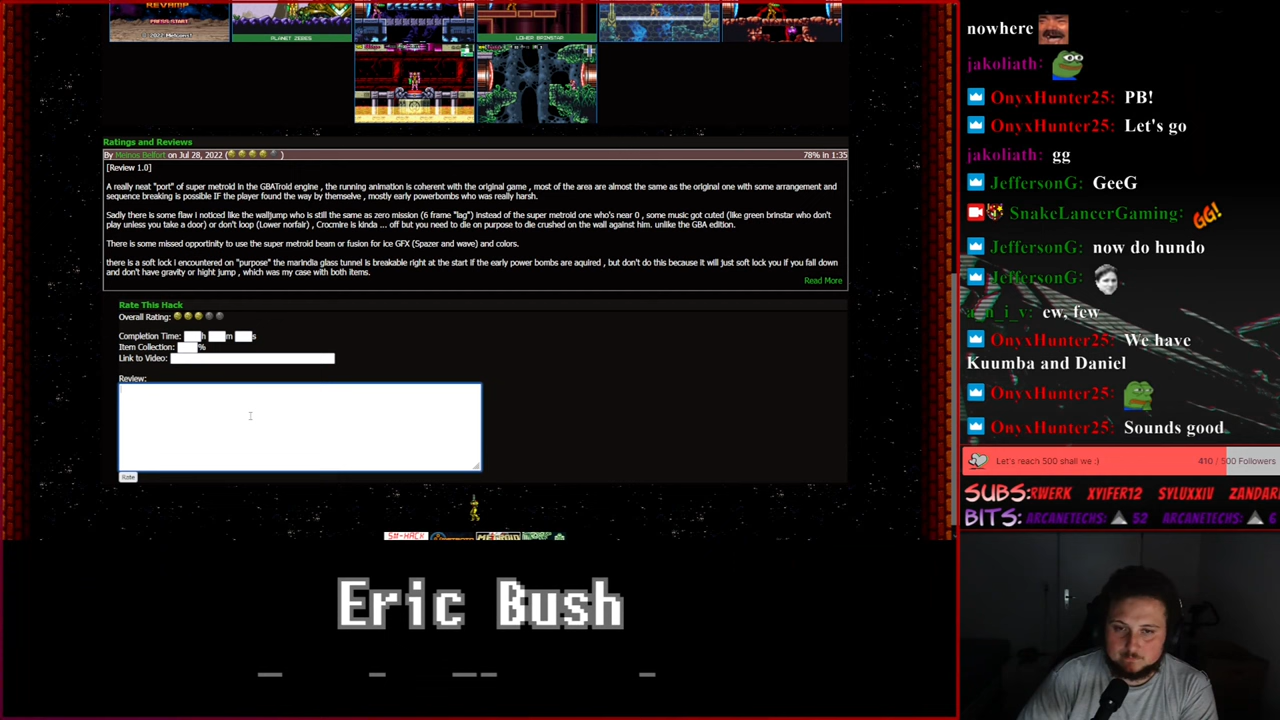 REVAMP
PRESS START
PLANET ZEBES
LOWER BRINSTAR
Ratings and Reviews
By Meinos Belfort on Jul 28, 2022 ( )
78% in 1:35
[Review 1.0]
A really neat "port" of super metroid in the GBATroid engine , the running animation is coherent with the original game , most of the area are almost the same as the original one with some arrangement and
sequence breaking is possible IF the player found the way by themselve , mostly early powerbombs who was really harsh.
Sadly there is some flaw I noticed like the walljump who is still the same as zero mission (6 frame "lag") instead of the super metroid one who's near 0 , some music got cuted (like green brinstar who don't
play unless you take a door) or don't loop (Lower norfair) , Crocmire is kinda ... off but you need to die on purpose to die crushed on the wall against him. unlike the GBA edition.
There is some missed opportinity to use the super metroid beam or fusion for ice GFX (Spazer and wave) and colors.
there is a soft lock i encountered on "purpose" the marindia glass tunnel is breakable right at the start if the early power bombs are aquired , but don't do this because it will just soft lock you if you fall down
and don't have gravity or hight jump , which was my case with both items.
Read More
Rate This Hack
Overall Rating:
Completion Time: h m s
Item Collection: %
Link to Video:
Review:
Rate
Eric Bush
nowhere
jakoliath:
OnyxHunter25: PB!
OnyxHunter25: Let's go
jakoliath: gg
JeffersonG: GeeG
SnakeLancerGaming: GG!
JeffersonG: now do hundo
JeffersonG:
a_n_i_v: ew, few
OnyxHunter25: We have
Kuumba and Daniel
OnyxHunter25:
OnyxHunter25: Sounds good
Let's reach 500 shall we :) 410 / 500 Followers
SUBS: RWERK XYIFER12 SYLUXXIV ZANDAR
BITS: ARCANETECHS: 52 ARCANETECHS: 6